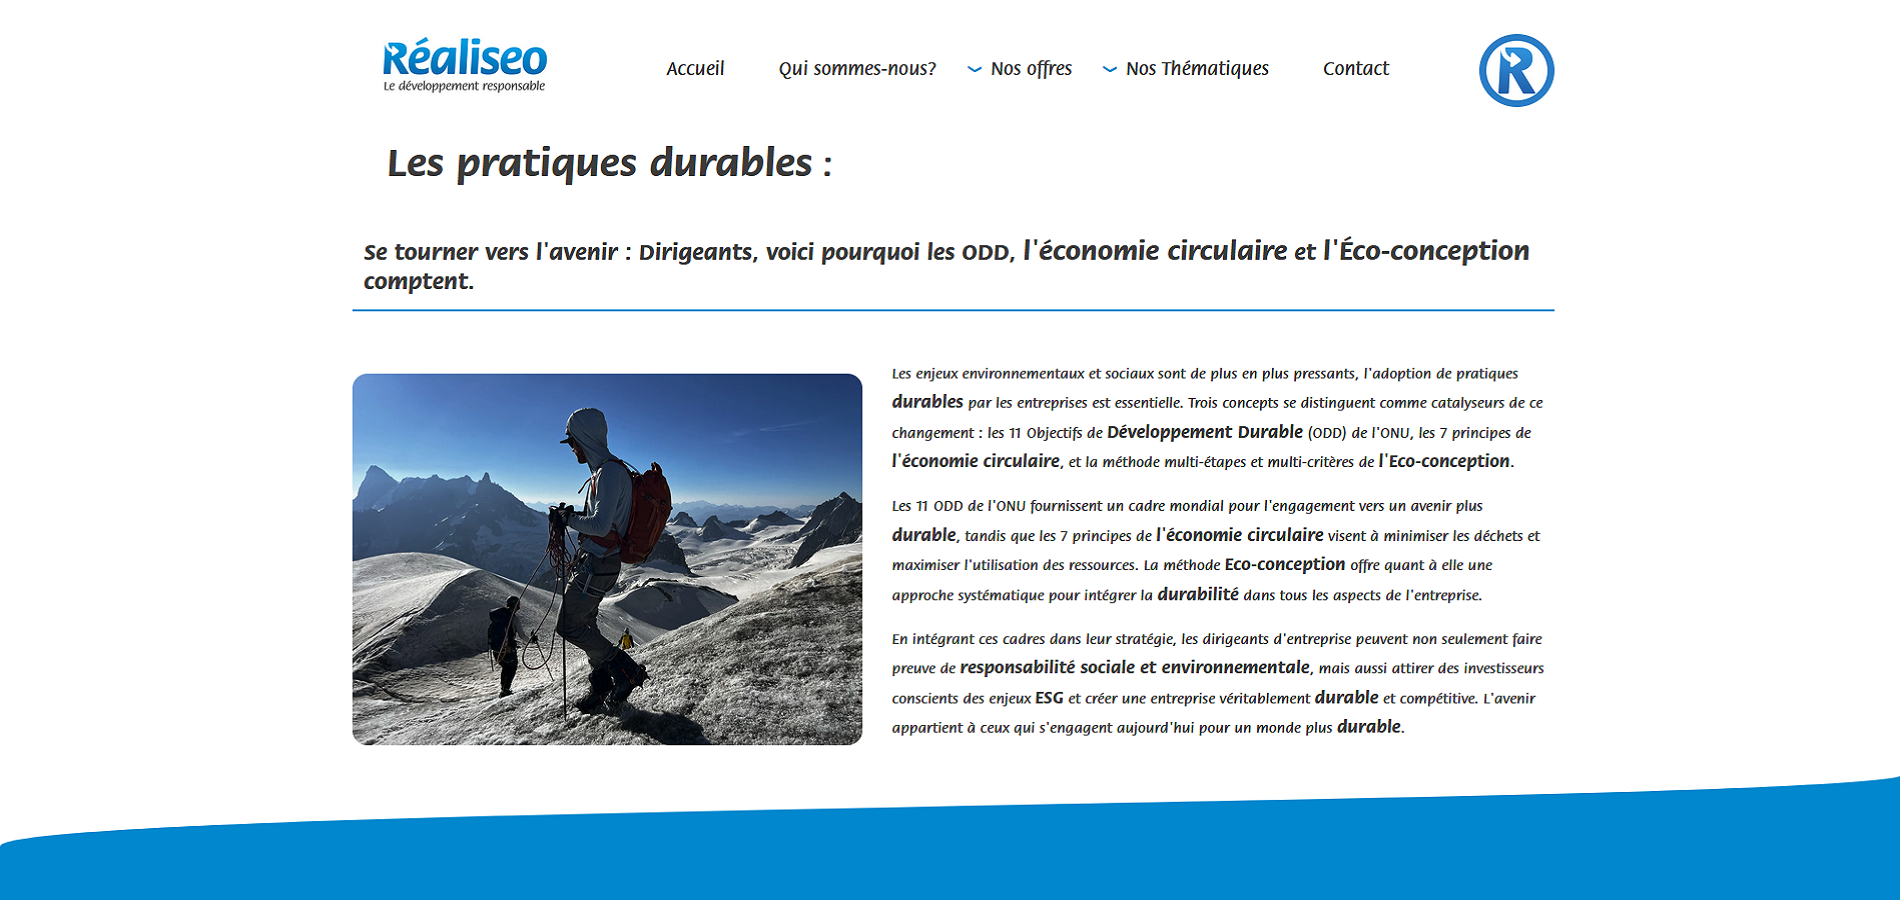 Réaliseo
Le développement responsable
Accueil
Qui sommes-nous?
Nos offres
Nos Thématiques
Contact
R
Les pratiques durables :
Se tourner vers l'avenir : Dirigeants, voici pourquoi les ODD, l'économie circulaire et l'Éco-conception
comptent.
Les enjeux environnementaux et sociaux sont de plus en plus pressants, l'adoption de pratiques
durables par les entreprises est essentielle. Trois concepts se distinguent comme catalyseurs de ce
changement : les 11 Objectifs de Développement Durable (ODD) de l'ONU, les 7 principes de
l'économie circulaire, et la méthode multi-étapes et multi-critères de l'Eco-conception.
Les 11 ODD de l'ONU fournissent un cadre mondial pour l'engagement vers un avenir plus
durable, tandis que les 7 principes de l'économie circulaire visent à minimiser les déchets et
maximiser l'utilisation des ressources. La méthode Eco-conception offre quant à elle une
approche systématique pour intégrer la durabilité dans tous les aspects de l'entreprise.
En intégrant ces cadres dans leur stratégie, les dirigeants d'entreprise peuvent non seulement faire
preuve de responsabilité sociale et environnementale, mais aussi attirer des investisseurs
conscients des enjeux ESG et créer une entreprise véritablement durable et compétitive. L'avenir
appartient à ceux qui s'engagent aujourd'hui pour un monde plus durable.